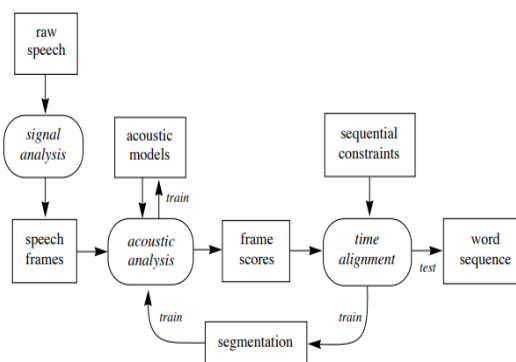 raw
speech
signal
analysis
acoustic
models
sequential
constraints
train
speech
frames
acoustic
analysis
frame
scores
time
alignment
test
word
sequence
train
segmentation
train